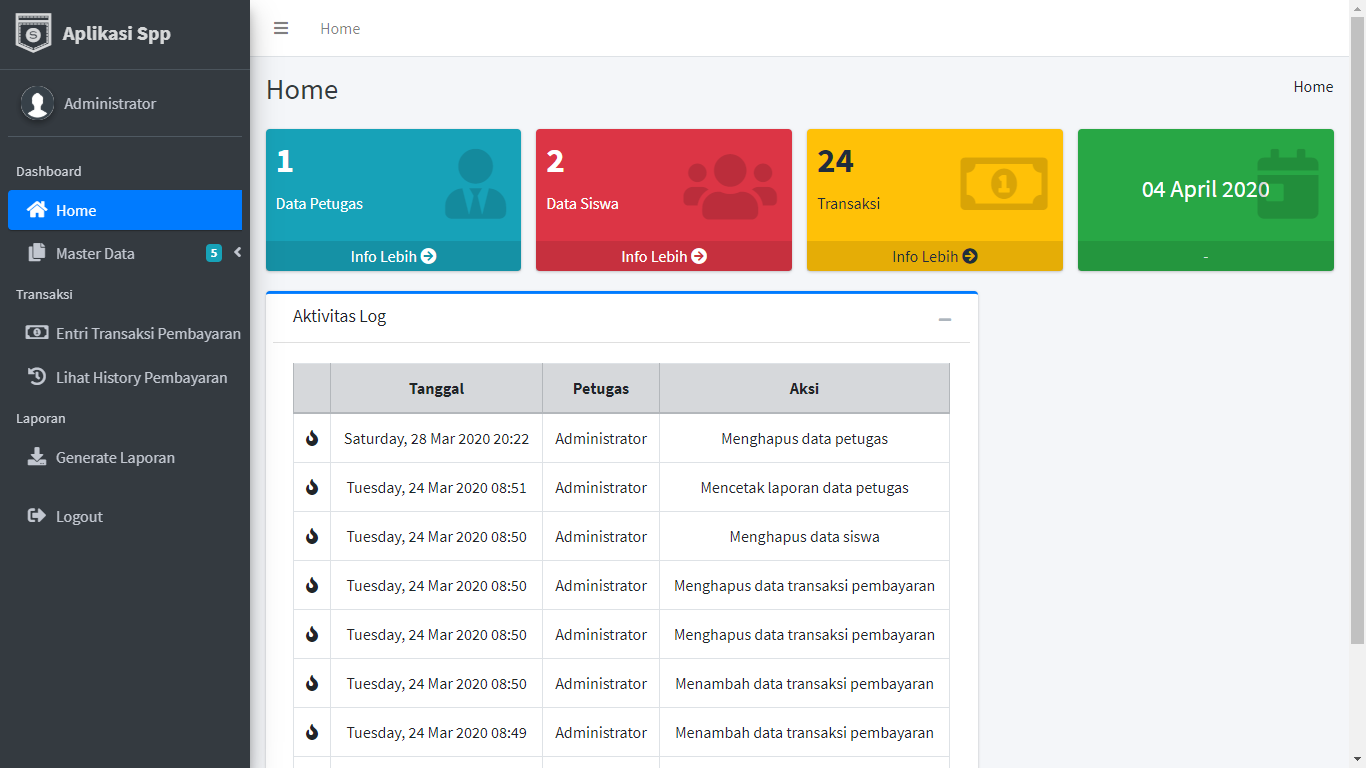 Aplikasi Spp
Administrator
Dashboard
Home
Master Data 5
Transaksi
Entri Transaksi Pembayaran
Lihat History Pembayaran
Laporan
Generate Laporan
Logout
Home
Home
Home
1
Data Petugas
Info Lebih
2
Data Siswa
Info Lebih
24
Transaksi
Info Lebih
04 April 2020
-
Aktivitas Log
Tanggal Petugas Aksi
Saturday, 28 Mar 2020 20:22 Administrator Menghapus data petugas
Tuesday, 24 Mar 2020 08:51 Administrator Mencetak laporan data petugas
Tuesday, 24 Mar 2020 08:50 Administrator Menghapus data siswa
Tuesday, 24 Mar 2020 08:50 Administrator Menghapus data transaksi pembayaran
Tuesday, 24 Mar 2020 08:50 Administrator Menghapus data transaksi pembayaran
Tuesday, 24 Mar 2020 08:50 Administrator Menambah data transaksi pembayaran
Tuesday, 24 Mar 2020 08:49 Administrator Menambah data transaksi pembayaran